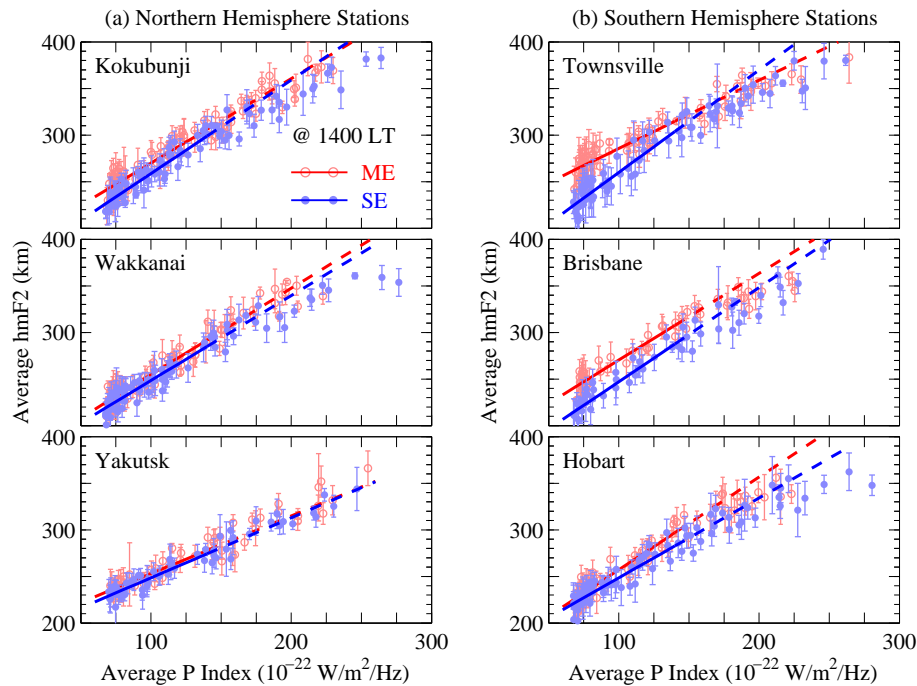 (a) Northern Hemisphere Stations
(b) Southern Hemisphere Stations
400
Kokubunji
300
@ 1400 LT
ME
SE
400
Townsville
300
400
Wakkanai
300
Average hmF2 (km)
400
Brisbane
300
Average hmF2 (km)
400
Yakutsk
300
200
100
200
300
Average P Index (10⁻²² W/m²/Hz)
400
Hobart
300
200
100
200
300
Average P Index (10⁻²² W/m²/Hz)